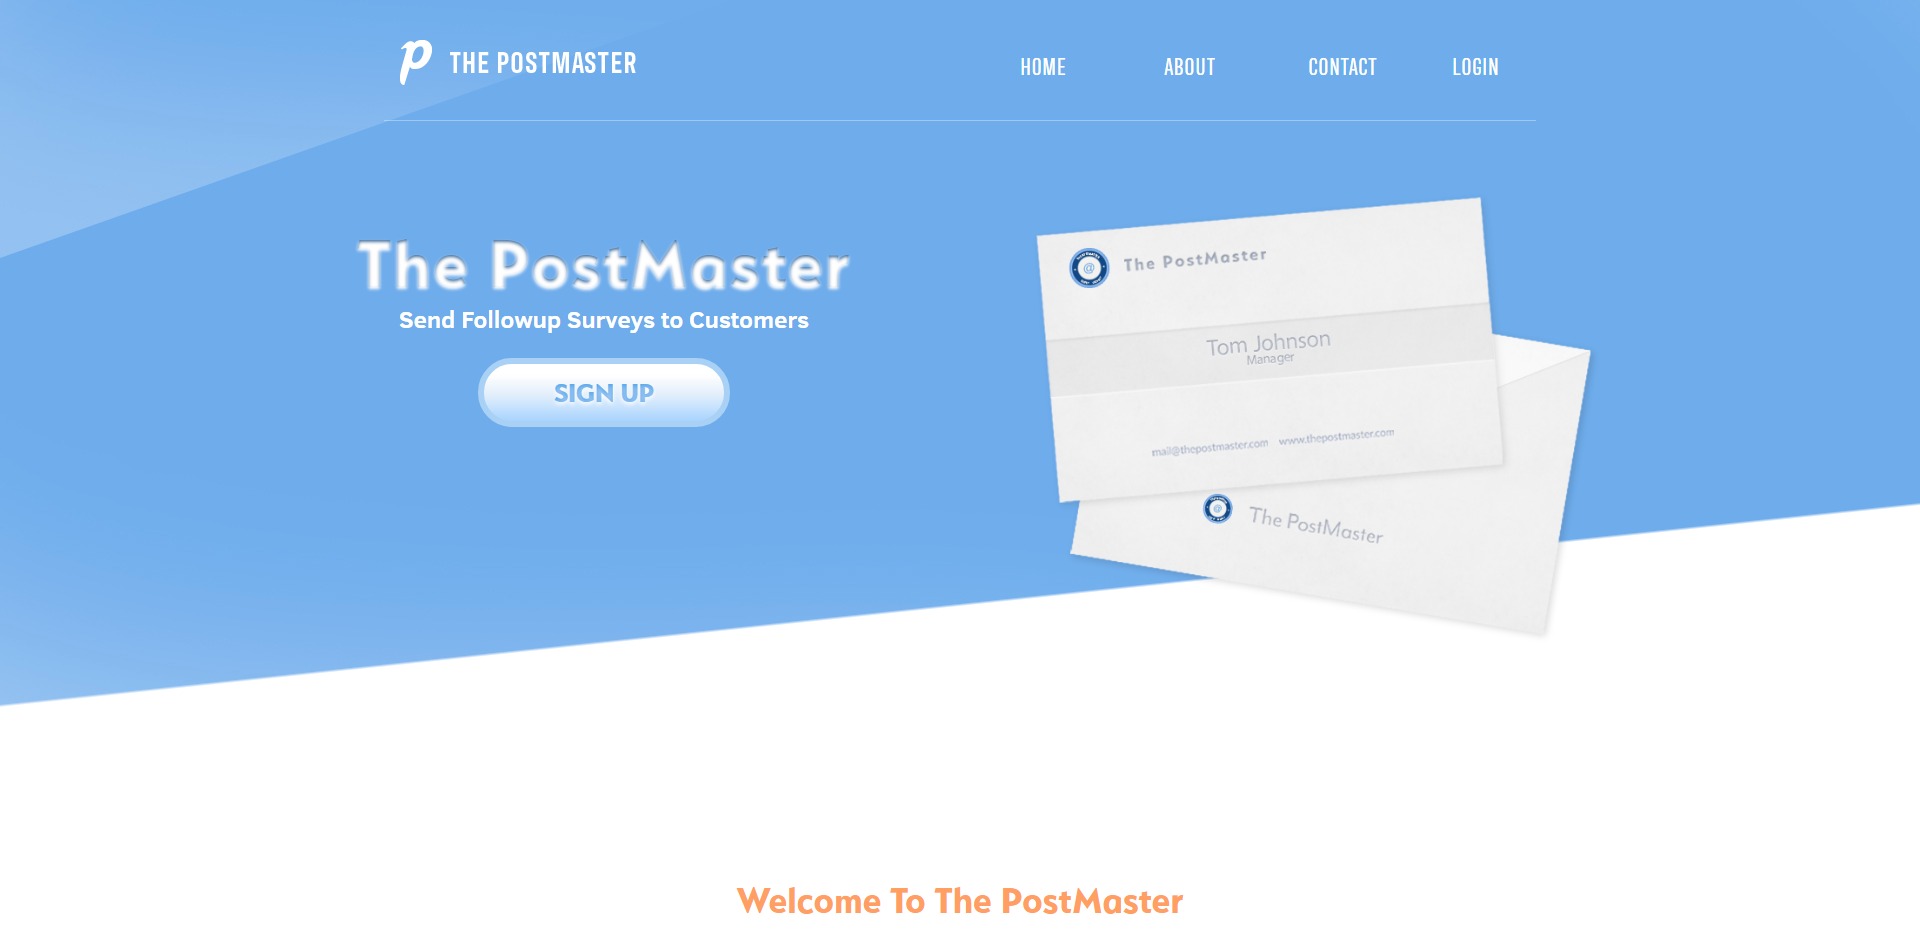 p THE POSTMASTER
HOME ABOUT CONTACT LOGIN
The PostMaster
Send Followup Surveys to Customers
SIGN UP
@ The PostMaster
Tom Johnson
Manager
mail@thepostmaster.com www.thepostmaster.com
@ The PostMaster
Welcome To The PostMaster